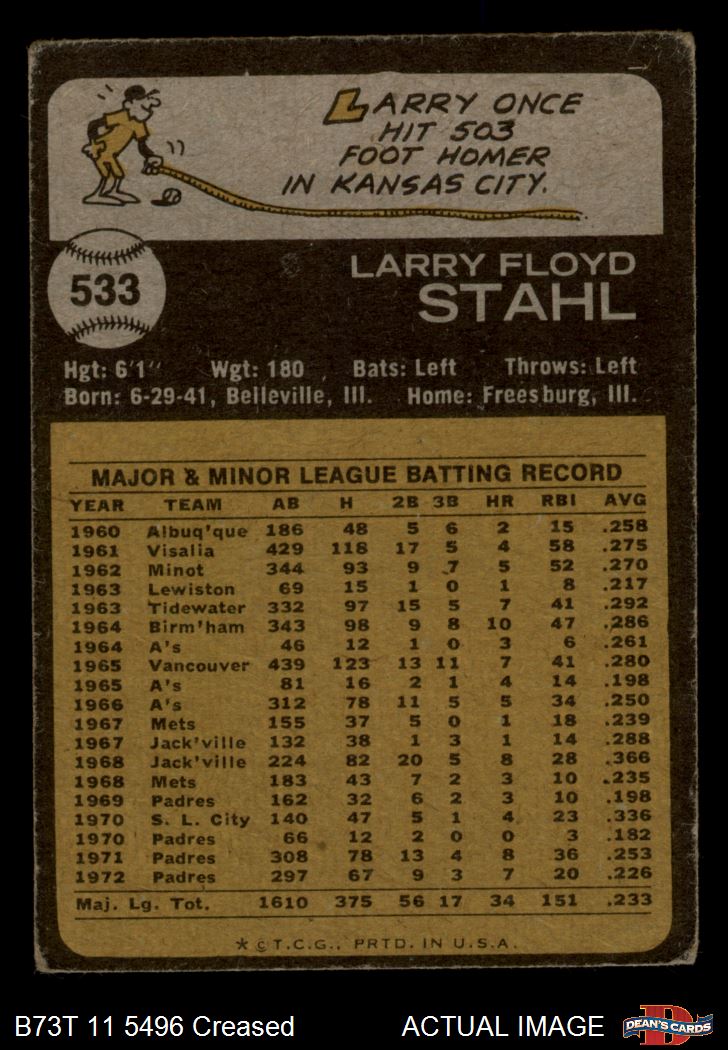 LARRY ONCE
HIT 503
FOOT HOMER
IN KANSAS CITY.
533
LARRY FLOYD
STAHL
Hgt: 6'1" Wgt: 180 Bats: Left Throws: Left
Born: 6-29-41, Belleville, Ill. Home: Freesburg, Ill.
MAJOR & MINOR LEAGUE BATTING RECORD
YEAR TEAM AB H 2B 3B HR RBI AVG
1960 Albuq'que 186 48 5 6 2 15 .258
1961 Visalia 429 118 17 5 4 58 .275
1962 Minot 344 93 9 7 5 52 .270
1963 Lewiston 69 15 1 0 1 8 .217
1963 Tidewater 332 97 15 5 7 41 .292
1964 Birm'ham 343 98 9 8 10 47 .286
1964 A's 46 12 1 0 3 6 .261
1965 Vancouver 439 123 13 11 7 41 .280
1965 A's 81 16 2 1 4 14 .198
1966 A's 312 78 11 5 5 34 .250
1967 Mets 155 37 5 0 1 18 .239
1967 Jack'ville 132 38 1 3 1 14 .288
1968 Jack'ville 224 82 20 5 8 28 .366
1968 Mets 183 43 7 2 3 10 .235
1969 Padres 162 32 6 2 3 10 .198
1970 S. L. City 140 47 5 1 4 23 .336
1970 Padres 66 12 2 0 0 3 .182
1971 Padres 308 78 13 4 8 36 .253
1972 Padres 297 67 9 3 7 20 .226
Maj. Lg. Tot. 1610 375 56 17 34 151 .233
* © T.C.G., PRTD. IN U.S.A.
B73T 11 5496 Creased ACTUAL IMAGE
DEAN'S CARDS